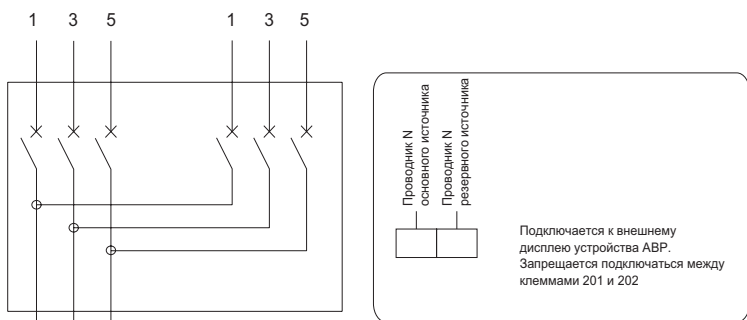 1 3 5 1 3 5
Проводник N
основного источника
Проводник N
резервного источника
Подключается к внешнему
дисплею устройства АВР.
Запрещается подключаться между
клеммами 201 и 202